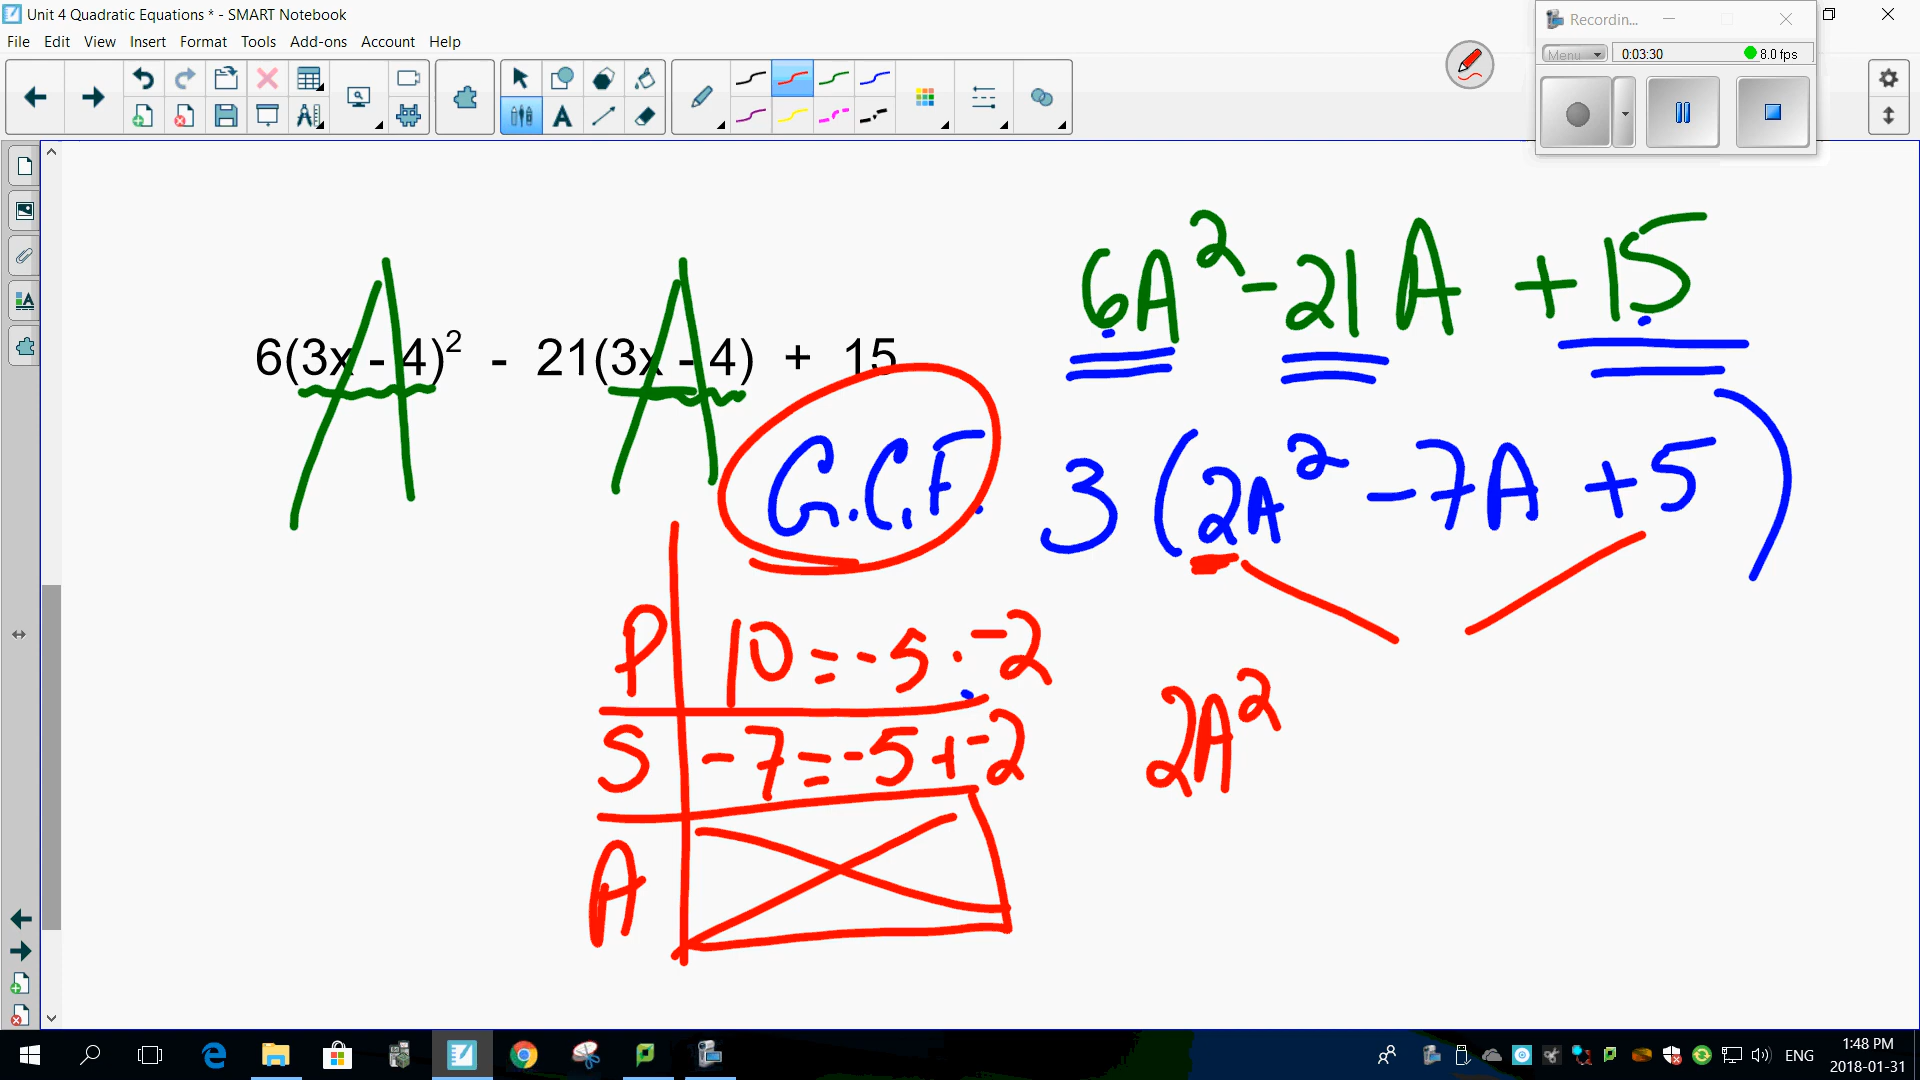 Unit 4 Quadratic Equations * - SMART Notebook
File Edit View Insert Format Tools Add-ons Account Help
Recordin...
Menu
0:03:30
8.0 fps
6A² - 21A + 15
6(3x - 4)² - 21(3x - 4) + 15
A A
G.C.F.
3(2A² - 7A + 5)
P 10 = -5 · -2
S -7 = -5 + -2
A
2A²
ENG
1:48 PM
2018-01-31